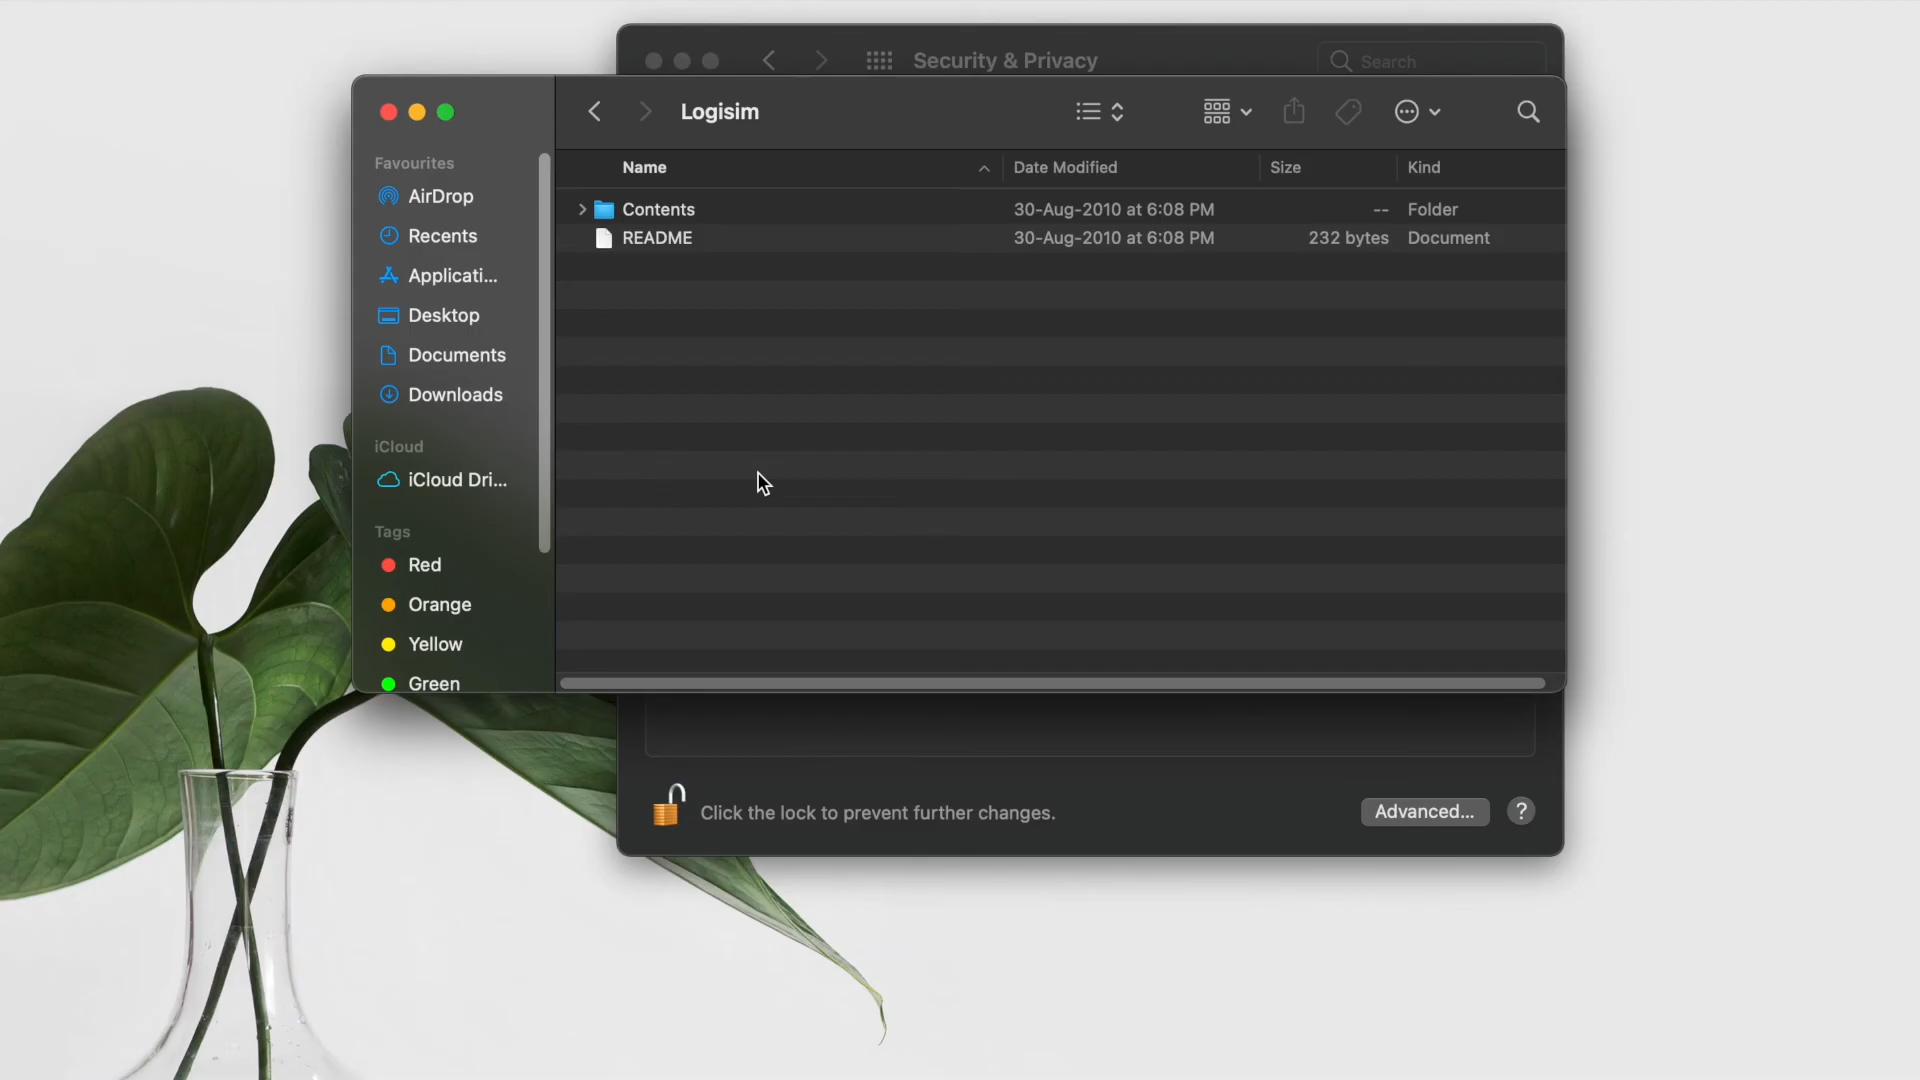 Security & Privacy
Search
Logisim
Favourites
AirDrop
Recents
Applicati...
Desktop
Documents
Downloads
iCloud
iCloud Dri...
Tags
Red
Orange
Yellow
Green
Name Date Modified Size Kind
Contents 30-Aug-2010 at 6:08 PM -- Folder
README 30-Aug-2010 at 6:08 PM 232 bytes Document
Click the lock to prevent further changes.
Advanced... ?